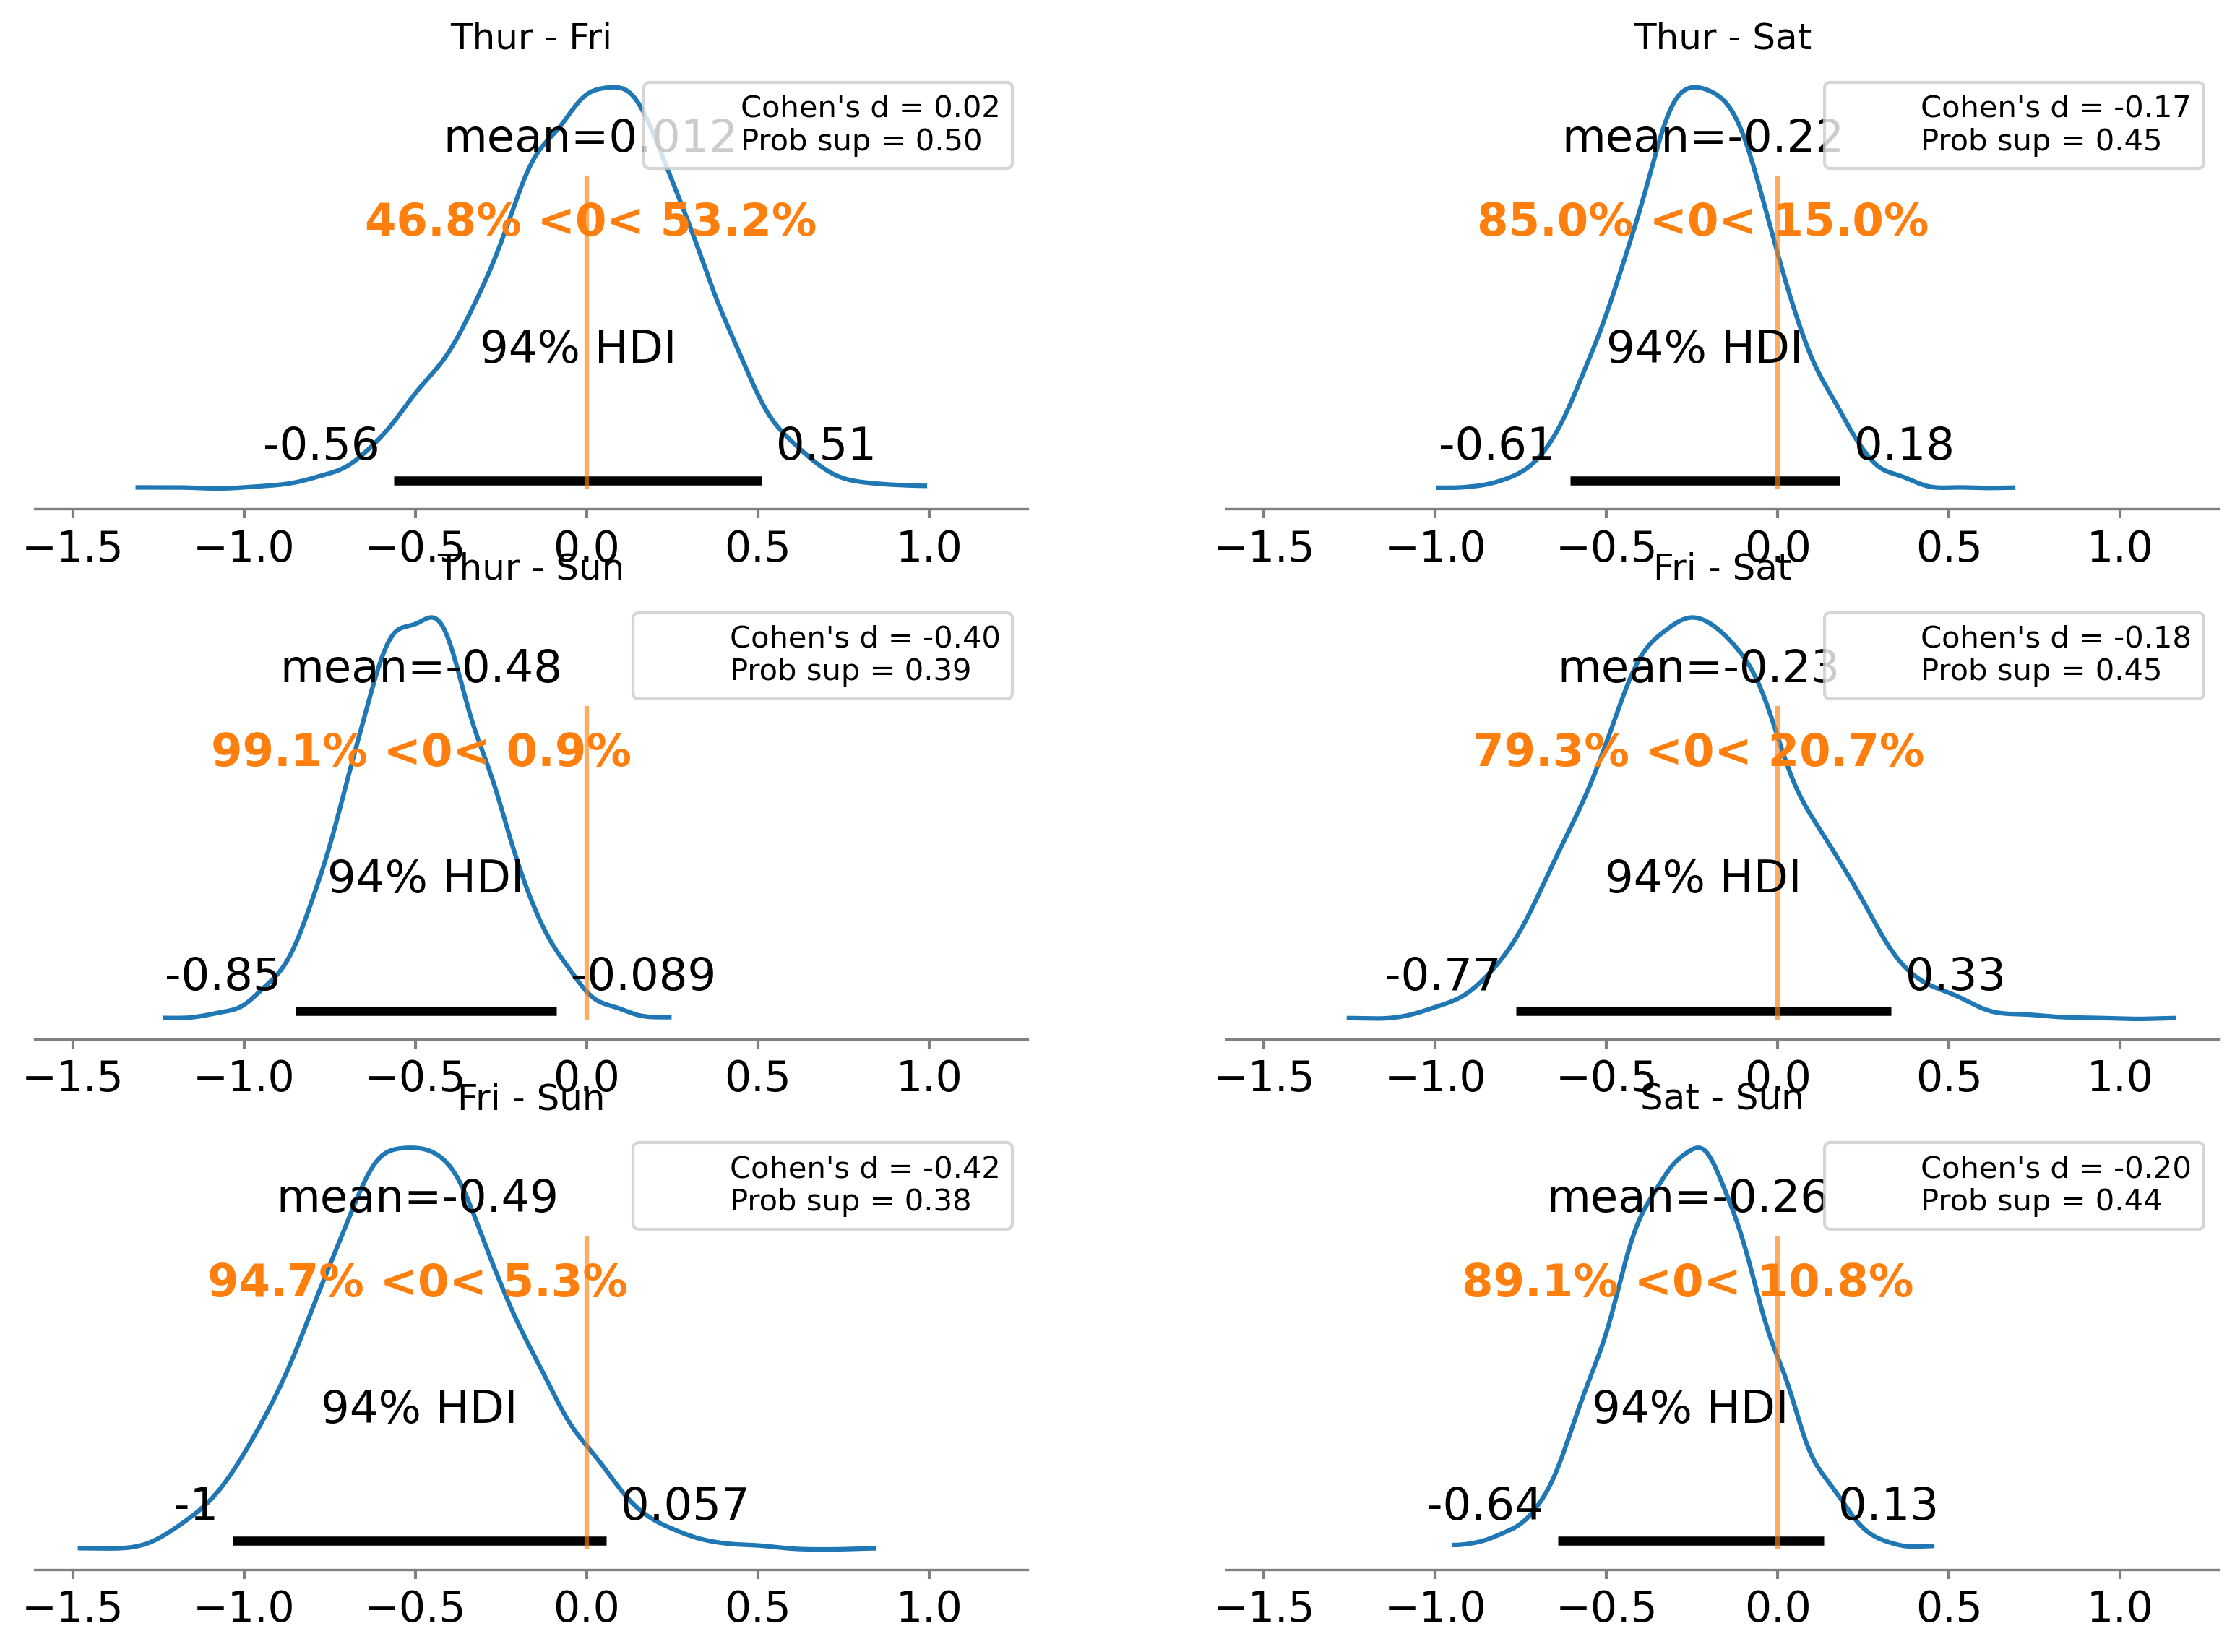 Thur - Fri
Cohen's d = 0.02
Prob sup = 0.50
mean=0.012
46.8% <0< 53.2%
94% HDI
-0.56
0.51
−1.5 −1.0 −0.5 0.0 0.5 1.0
Thur - Sat
Cohen's d = -0.17
Prob sup = 0.45
mean=-0.22
85.0% <0< 15.0%
94% HDI
-0.61
0.18
−1.5 −1.0 −0.5 0.0 0.5 1.0
Thur - Sun
Cohen's d = -0.40
Prob sup = 0.39
mean=-0.48
99.1% <0< 0.9%
94% HDI
-0.85
-0.089
−1.5 −1.0 −0.5 0.0 0.5 1.0
Fri - Sat
Cohen's d = -0.18
Prob sup = 0.45
mean=-0.23
79.3% <0< 20.7%
94% HDI
-0.77
0.33
−1.5 −1.0 −0.5 0.0 0.5 1.0
Fri - Sun
Cohen's d = -0.42
Prob sup = 0.38
mean=-0.49
94.7% <0< 5.3%
94% HDI
-1
0.057
−1.5 −1.0 −0.5 0.0 0.5 1.0
Sat - Sun
Cohen's d = -0.20
Prob sup = 0.44
mean=-0.26
89.1% <0< 10.8%
94% HDI
-0.64
0.13
−1.5 −1.0 −0.5 0.0 0.5 1.0